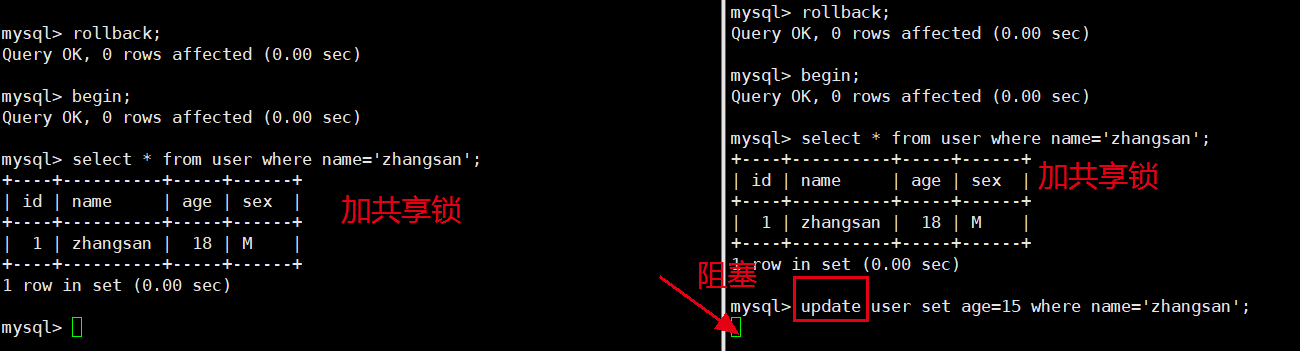 mysql> rollback;
Query OK, 0 rows affected (0.00 sec)
mysql> begin;
Query OK, 0 rows affected (0.00 sec)
mysql> select * from user where name='zhangsan';
+----+----------+-----+------+
| id | name     | age | sex  |
+----+----------+-----+------+
|  1 | zhangsan |  18 | M    |
+----+----------+-----+------+
1 row in set (0.00 sec)
mysql>
加共享锁
mysql> rollback;
Query OK, 0 rows affected (0.00 sec)
mysql> begin;
Query OK, 0 rows affected (0.00 sec)
mysql> select * from user where name='zhangsan';
+----+----------+-----+------+
| id | name     | age | sex  |
+----+----------+-----+------+
|  1 | zhangsan |  18 | M    |
+----+----------+-----+------+
1 row in set (0.00 sec)
mysql> update user set age=15 where name='zhangsan';
加共享锁
阻塞